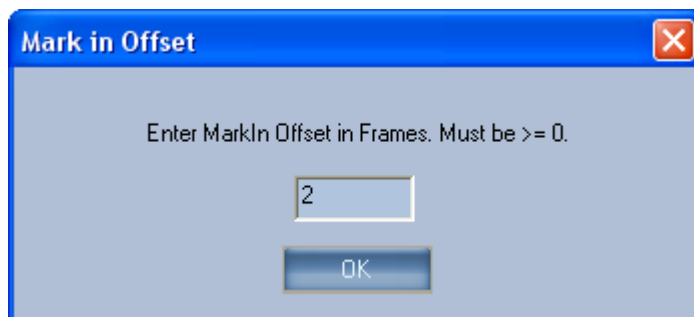 Mark in Offset
Enter MarkIn Offset in Frames. Must be >= 0.
2
OK